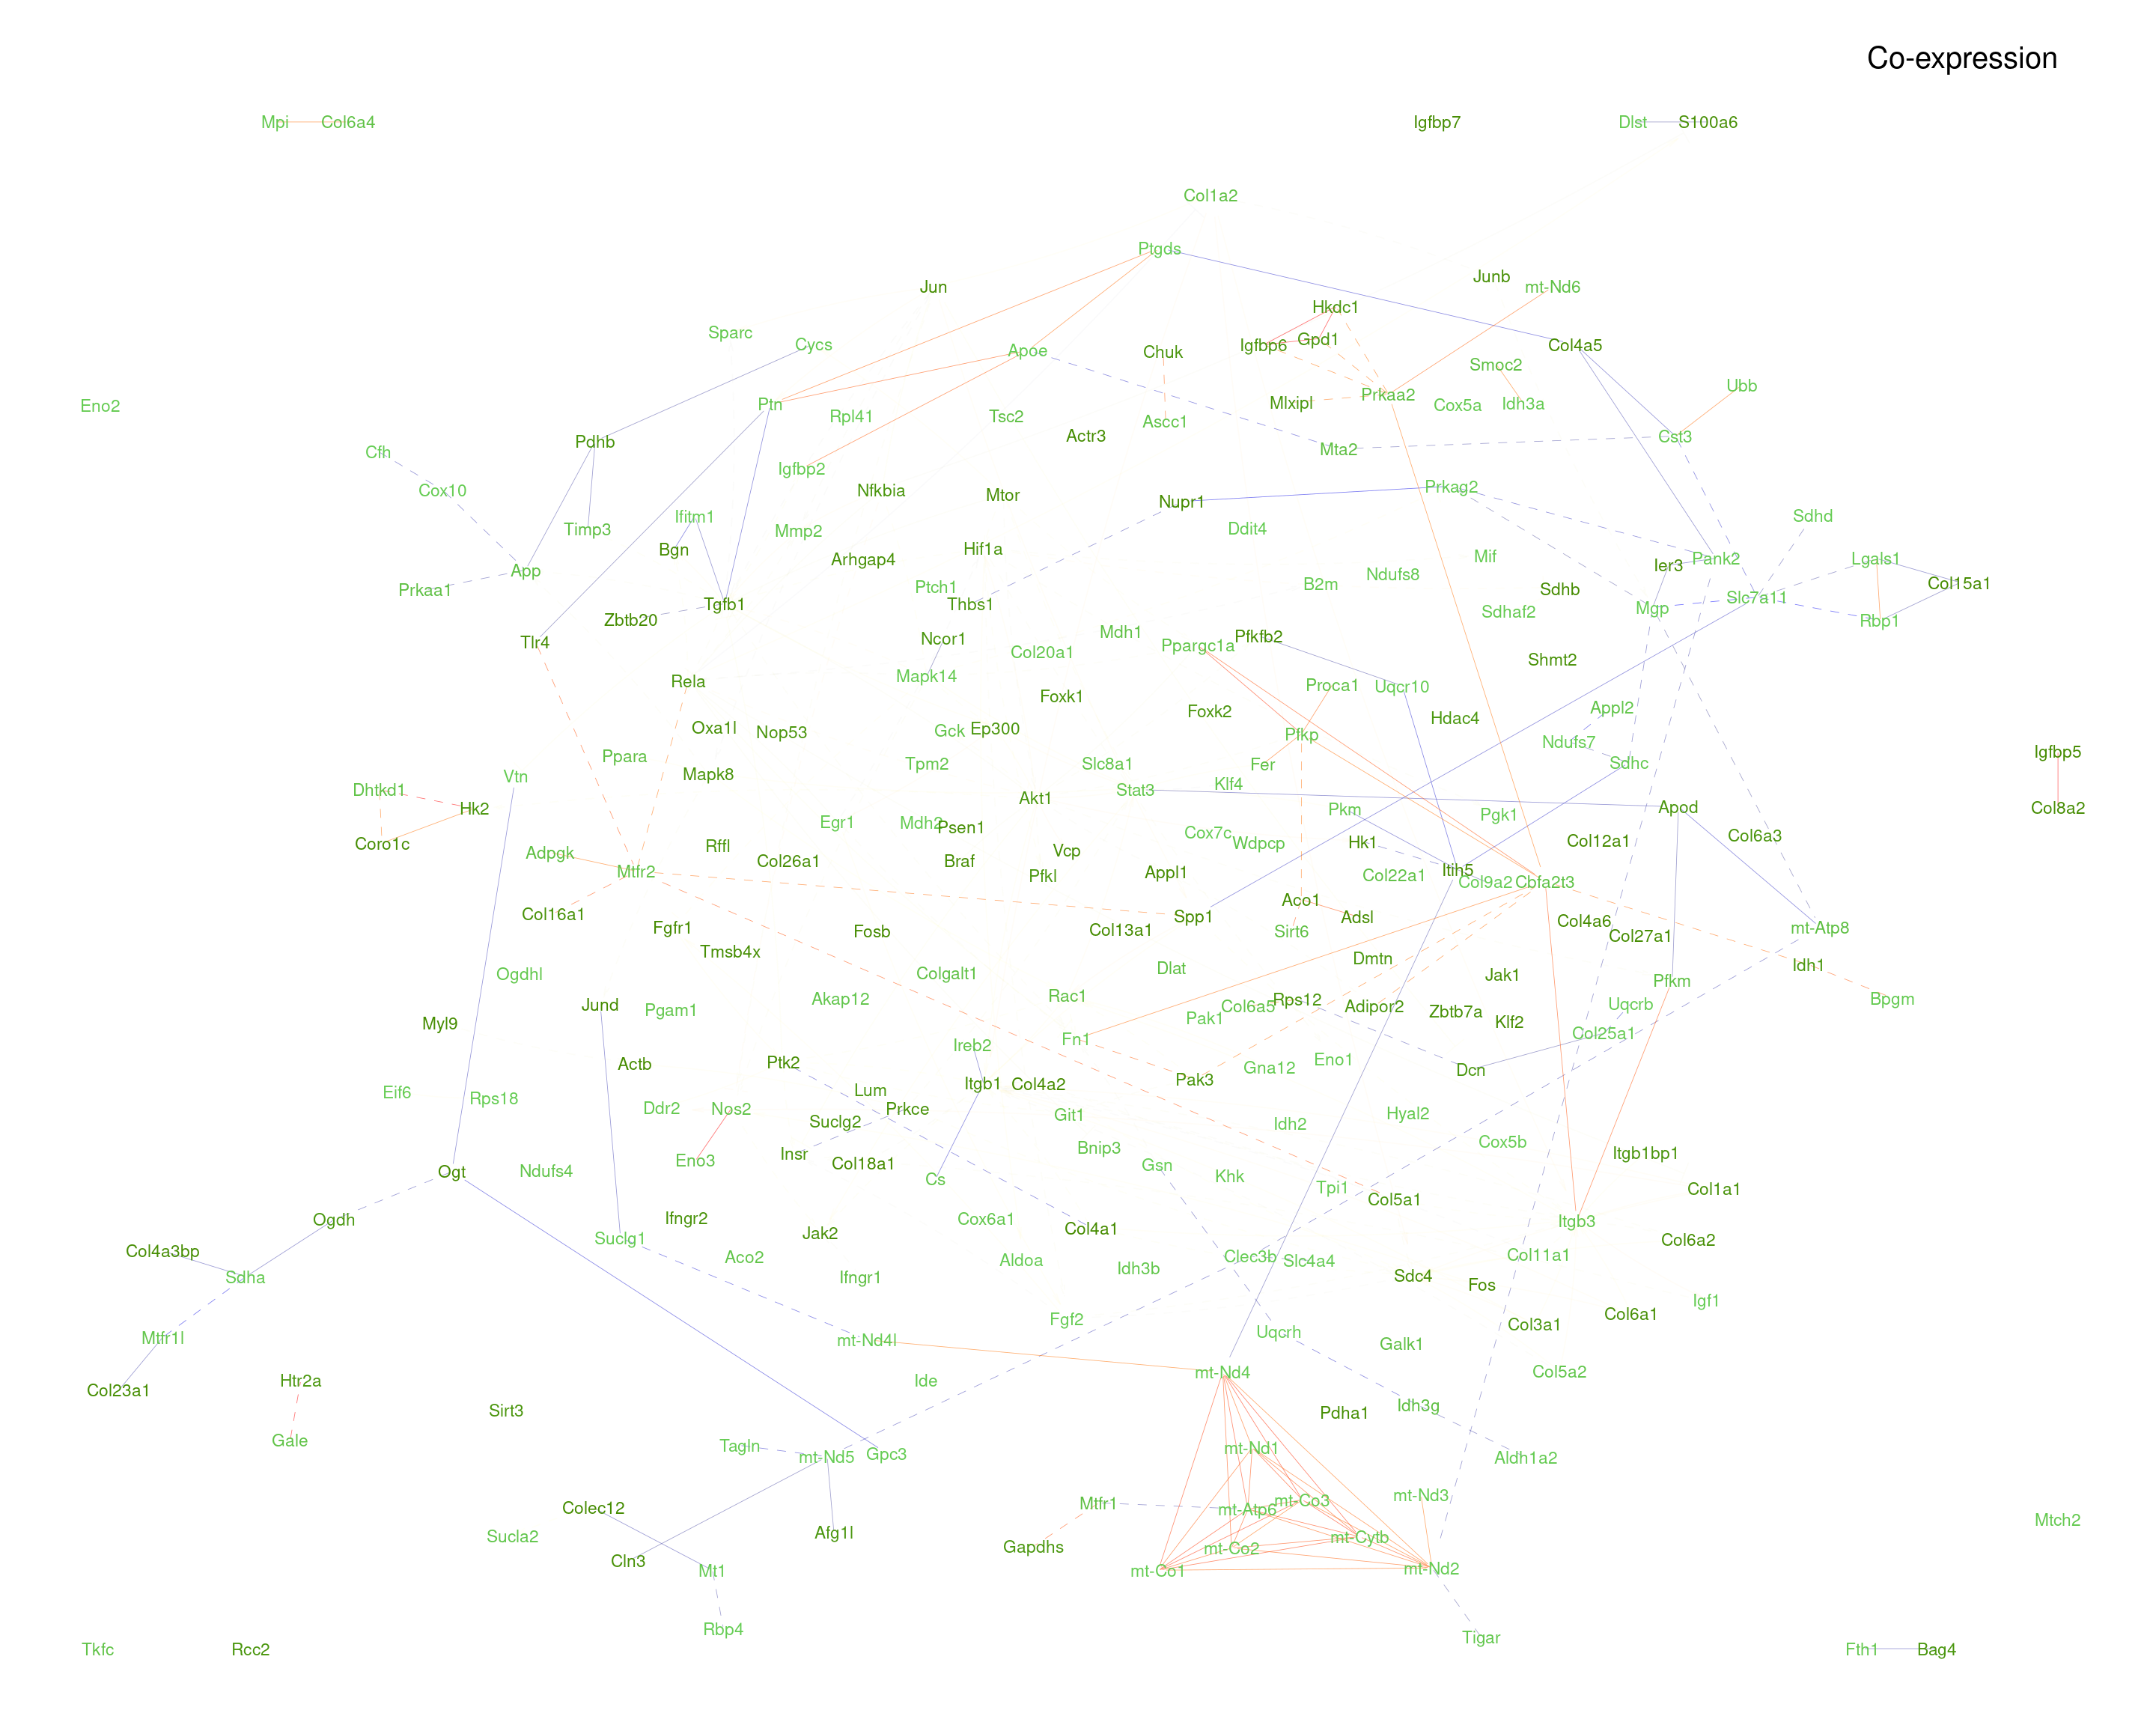 Co-expression
Mpi
Col6a4
Igfbp7
Dlst
S100a6
Col1a2
Ptgds
Junb
Jun
mt-Nd6
Hkdc1
Sparc
Cycs
Igfbp6
Gpd1
Col4a5
Apoe
Chuk
Smoc2
Ubb
Eno2
Ptn
Mlxipl
Prkaa2
Cox5a
Idh3a
Rpl41
Tsc2
Ascc1
Pdhb
Actr3
Cst3
Cfh
Mta2
Igfbp2
Cox10
Nfkbia
Mtor
Nupr1
Prkag2
Ifitm1
Sdhd
Timp3
Mmp2
Ddit4
Bgn
Hif1a
Arhgap4
Mif
Ier3
Pank2
Lgals1
App
Ndufs8
Prkaa1
Ptch1
B2m
Sdhb
Col15a1
Tgfb1
Thbs1
Slc7a11
Zbtb20
Sdhaf2
Mgp
Rbp1
Tlr4
Ncor1
Mdh1
Pfkfb2
Ppargc1a
Col20a1
Shmt2
Rela
Mapk14
Proca1
Uqcr10
Foxk1
Foxk2
Hdac4
Appl2
Oxa1l
Nop53
Gck
Ep300
Pfkp
Ndufs7
Igfbp5
Ppara
Tpm2
Slc8a1
Fer
Sdhc
Vtn
Mapk8
Dhtkd1
Hk2
Akt1
Stat3
Klf4
Apod
Col8a2
Coro1c
Egr1
Mdh2
Psen1
Pkm
Pgk1
Cox7c
Wdpcp
Hk1
Col12a1
Col6a3
Adpgk
Rffl
Col26a1
Braf
Vcp
Mtfr2
Pfkl
Appl1
Itih5
Col22a1
Col9a2
Cbfa2t3
Col16a1
Spp1
Aco1
Adsl
Fgfr1
Fosb
Col13a1
Sirt6
Col4a6
Col27a1
mt-Atp8
Tmsb4x
Dmtn
Idh1
Ogdhl
Colgalt1
Dlat
Jak1
Pfkm
Jund
Pgam1
Akap12
Rac1
Col6a5
Rps12
Adipor2
Uqcrb
Bpgm
Myl9
Pak1
Zbtb7a
Klf2
Col25a1
Ireb2
Fn1
Actb
Ptk2
Gna12
Eno1
Dcn
Eif6
Rps18
Lum
Itgb1
Col4a2
Pak3
Ddr2
Nos2
Prkce
Git1
Hyal2
Suclg2
Idh2
Insr
Bnip3
Cox5b
Itgb1bp1
Ogt
Ndufs4
Eno3
Col18a1
Cs
Gsn
Khk
Tpi1
Col5a1
Col1a1
Ogdh
Ifngr2
Cox6a1
Itgb3
Suclg1
Jak2
Col4a1
Col6a2
Col4a3bp
Aco2
Aldoa
Clec3b
Slc4a4
Col11a1
Sdha
Ifngr1
Idh3b
Sdc4
Fos
Igf1
Mtfr1l
mt-Nd4l
Fgf2
Uqcrh
Galk1
Col3a1
Col6a1
Col23a1
Htr2a
Ide
mt-Nd4
Col5a2
Gale
Sirt3
Pdha1
Idh3g
Tagln
mt-Nd5
Gpc3
mt-Nd1
Aldh1a2
Colec12
Mtfr1
mt-Atp6
mt-Co3
mt-Nd3
Mtch2
Sucla2
Afg1l
Gapdhs
mt-Co2
mt-Cytb
Cln3
Mt1
mt-Co1
mt-Nd2
Rbp4
Tigar
Tkfc
Rcc2
Fth1
Bag4